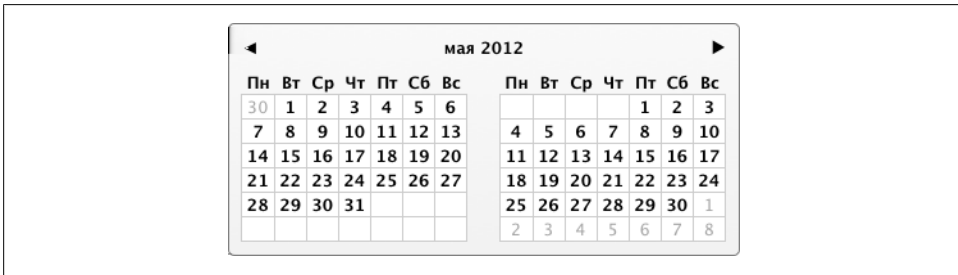 мая 2012
Пн Вт Ср Чт Пт Сб Вс Пн Вт Ср Чт Пт Сб Вс
30 1 2 3 4 5 6 1 2 3
7 8 9 10 11 12 13 4 5 6 7 8 9 10
14 15 16 17 18 19 20 11 12 13 14 15 16 17
21 22 23 24 25 26 27 18 19 20 21 22 23 24
28 29 30 31 25 26 27 28 29 30 1
2 3 4 5 6 7 8